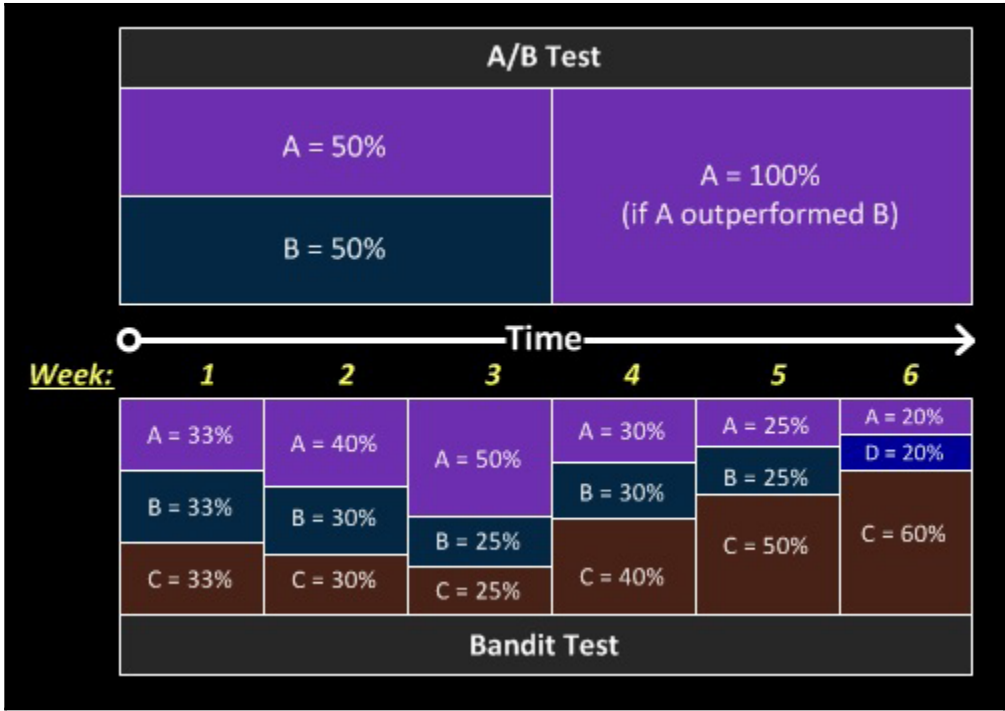 A/B Test
A = 50%
B = 50%
A = 100%
(if A outperformed B)
Time
Week: 1 2 3 4 5 6
A = 33%
B = 33%
C = 33%
A = 40%
B = 30%
C = 30%
A = 50%
B = 25%
C = 25%
A = 30%
B = 30%
C = 40%
A = 25%
B = 25%
C = 50%
A = 20%
D = 20%
C = 60%
Bandit Test